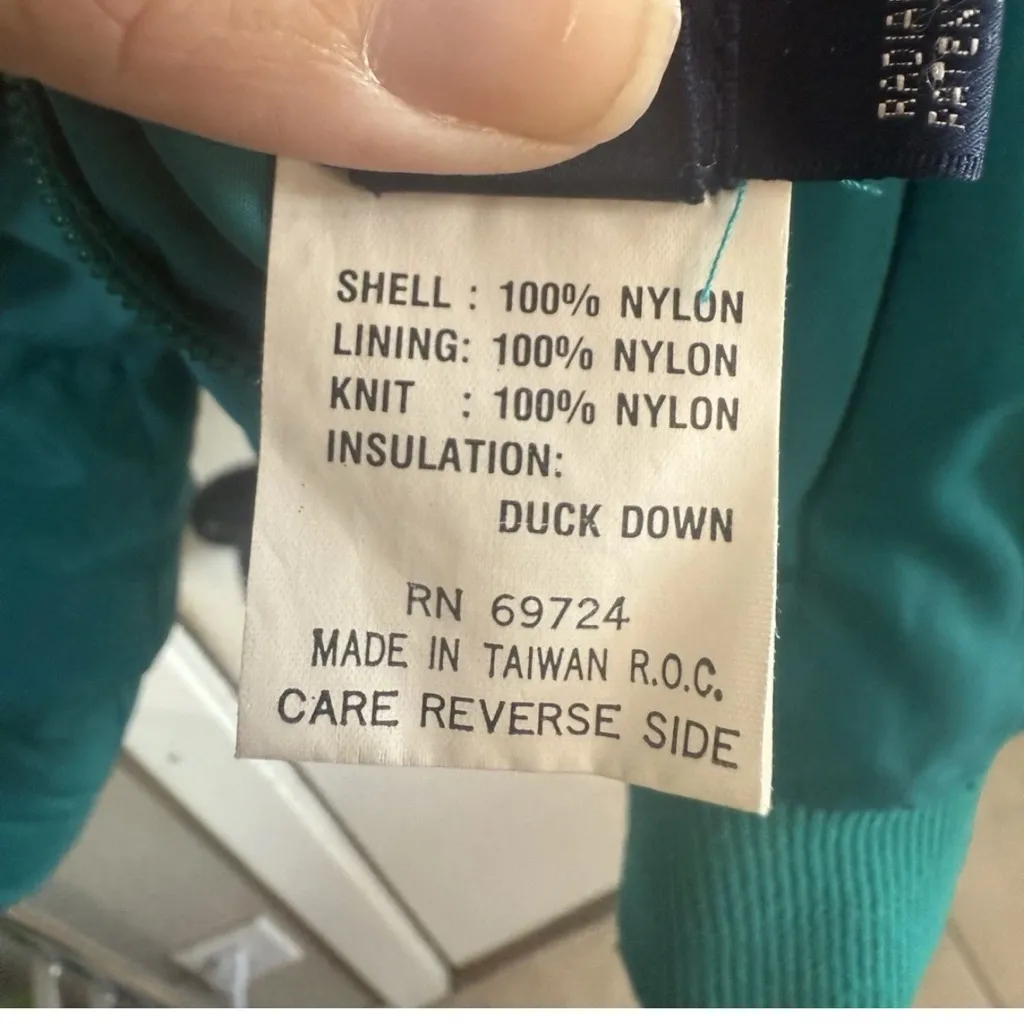 SHELL : 100% NYLON
LINING: 100% NYLON
KNIT : 100% NYLON
INSULATION:
DUCK DOWN
RN 69724
MADE IN TAIWAN R.O.C.
CARE REVERSE SIDE